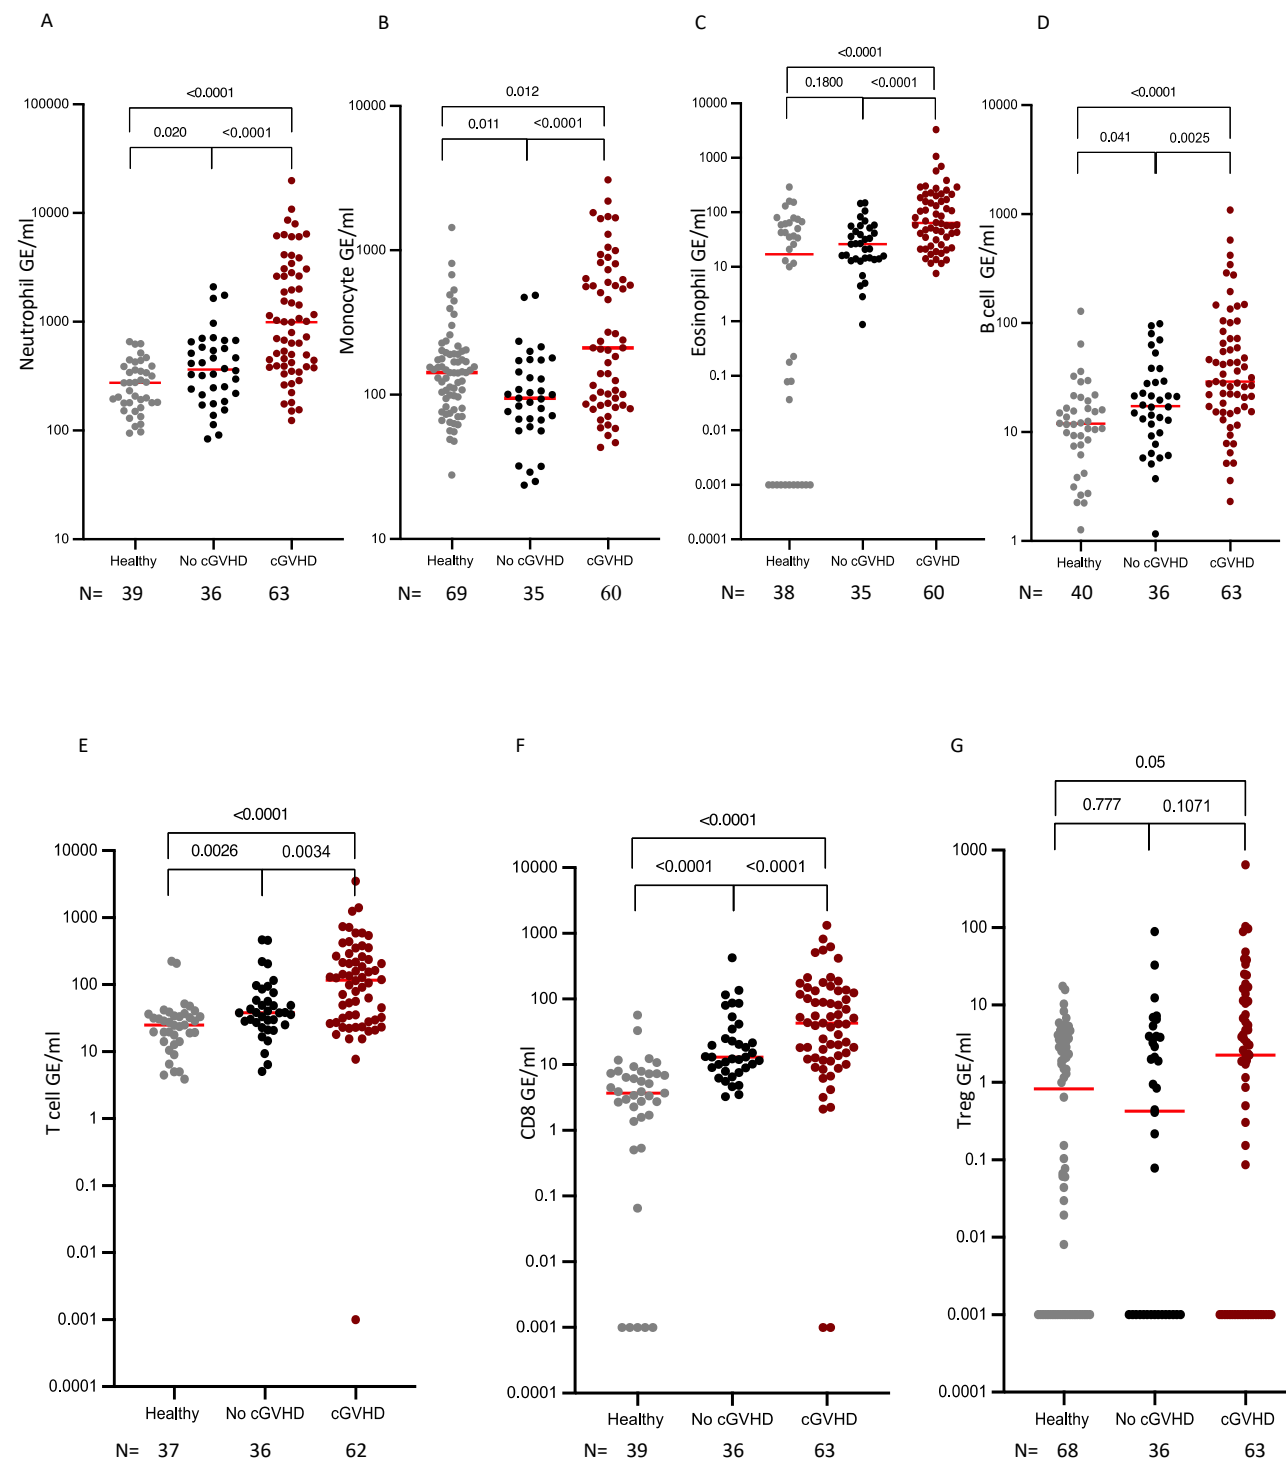 A
B
C
D
<0.0001
0.020 <0.0001
Neutrophil GE/ml
100000
10000
1000
100
10
Healthy No cGVHD cGVHD
N= 39 36 63
0.012
0.011 <0.0001
Monocyte GE/ml
10000
1000
100
10
Healthy No cGVHD cGVHD
N= 69 35 60
<0.0001
0.1800 <0.0001
Eosinophil GE/ml
10000
1000
100
10
1
0.1
0.01
0.001
0.0001
Healthy No cGVHD cGVHD
N= 38 35 60
<0.0001
0.041 0.0025
B cell GE/ml
10000
1000
100
10
1
Healthy No cGVHD cGVHD
N= 40 36 63
E
F
G
<0.0001
0.0026 0.0034
T cell GE/ml
10000
1000
100
10
1
0.1
0.01
0.001
0.0001
Healthy No cGVHD cGVHD
N= 37 36 62
<0.0001
<0.0001 <0.0001
CD8 GE/ml
10000
1000
100
10
1
0.1
0.01
0.001
0.0001
Healthy No cGVHD cGVHD
N= 39 36 63
0.05
0.777 0.1071
Treg GE/ml
1000
100
10
1
0.1
0.01
0.001
0.0001
Healthy No cGVHD cGVHD
N= 68 36 63